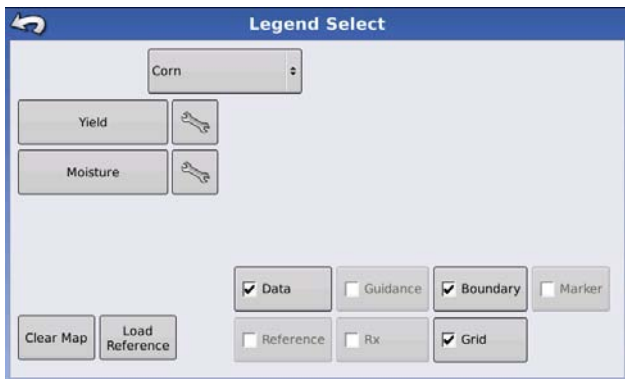 Legend Select
Corn
Yield
Moisture
Data
Guidance
Boundary
Marker
Clear Map
Load
Reference
Reference
Rx
Grid